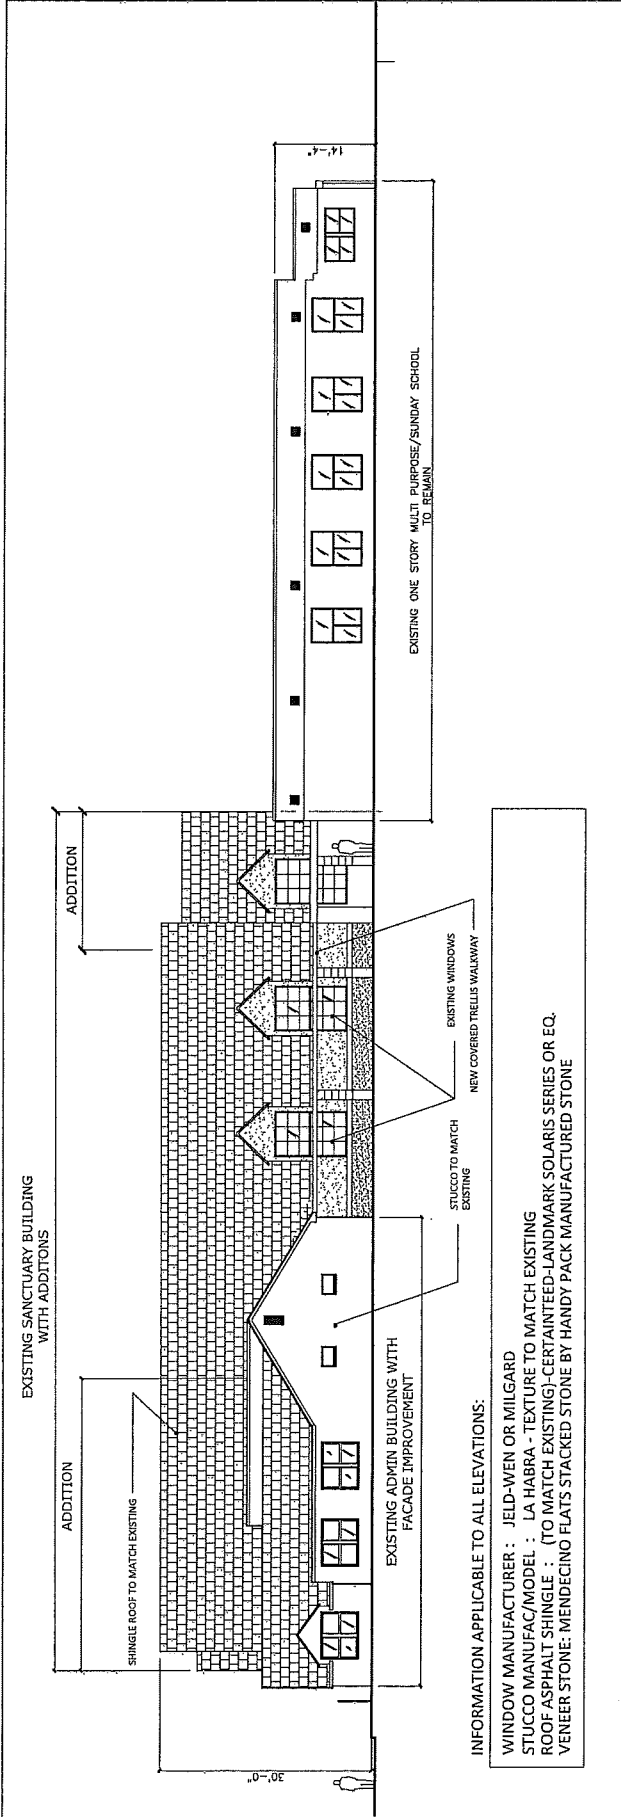 EXISTING SANCTUARY BUILDING
WITH ADDITONS
ADDITION
ADDITION
SHINGLE ROOF TO MATCH EXISTING
30'-0"
14'-4"
EXISTING ADMIN BUILDING WITH
FACADE IMPROVEMENT
STUCCO TO MATCH
EXISTING
EXISTING WINDOWS
NEW COVERED TRELLIS WALKWAY
EXISTING ONE STORY MULTI PURPOSE/SUNDAY SCHOOL
TO REMAIN
INFORMATION APPLICABLE TO ALL ELEVATIONS:
WINDOW MANUFACTURER : JELD-WEN OR MILGARD
STUCCO MANUFAC/MODEL : LA HABRA - TEXTURE TO MATCH EXISTING
ROOF ASPHALT SHINGLE : (TO MATCH EXISTING)-CERTAINTEED-LANDMARK SOLARIS SERIES OR EQ.
VENEER STONE: MENDECINO FLATS STACKED STONE BY HANDY PACK MANUFACTURED STONE